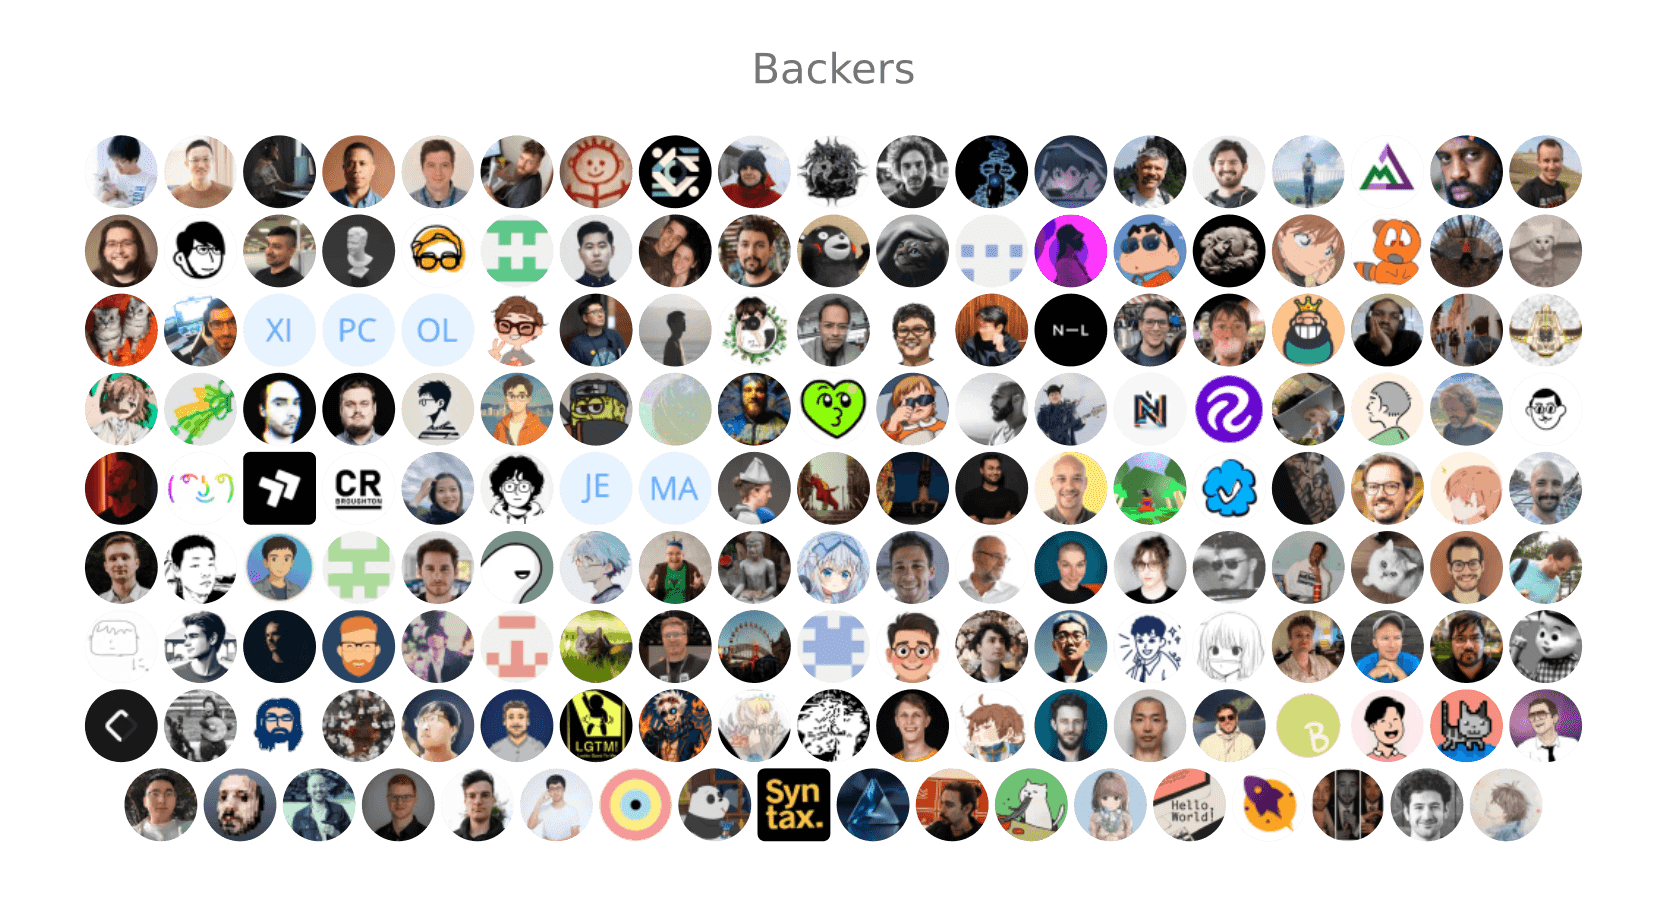 Backers
XI
PC
OL
N—L
CR
BROUGHTON
JE
MA
LGTM!
B
Syn
tax.
Hello,
World!